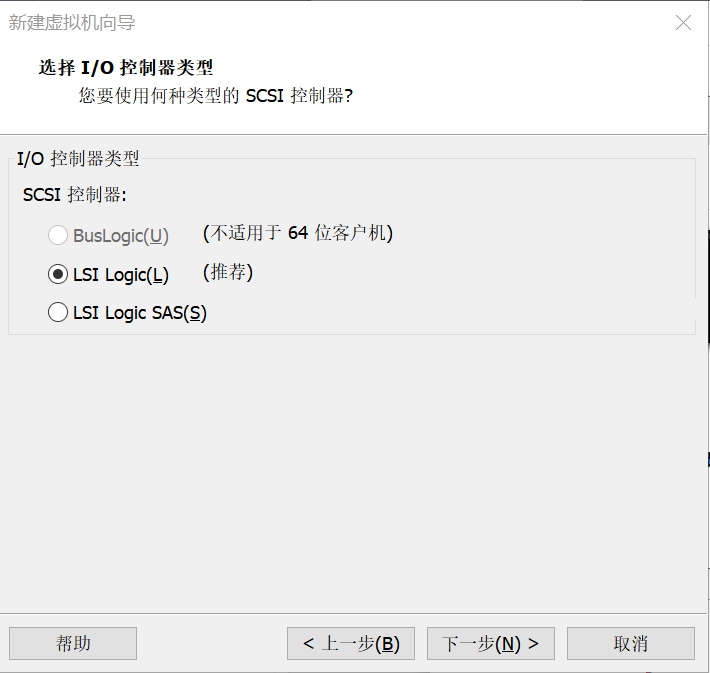 新建虚拟机向导
选择 I/O 控制器类型
您要使用何种类型的 SCSI 控制器?
I/O 控制器类型
SCSI 控制器:
BusLogic(U) (不适用于 64 位客户机)
LSI Logic(L) (推荐)
LSI Logic SAS(S)
帮助 < 上一步(B) 下一步(N) > 取消